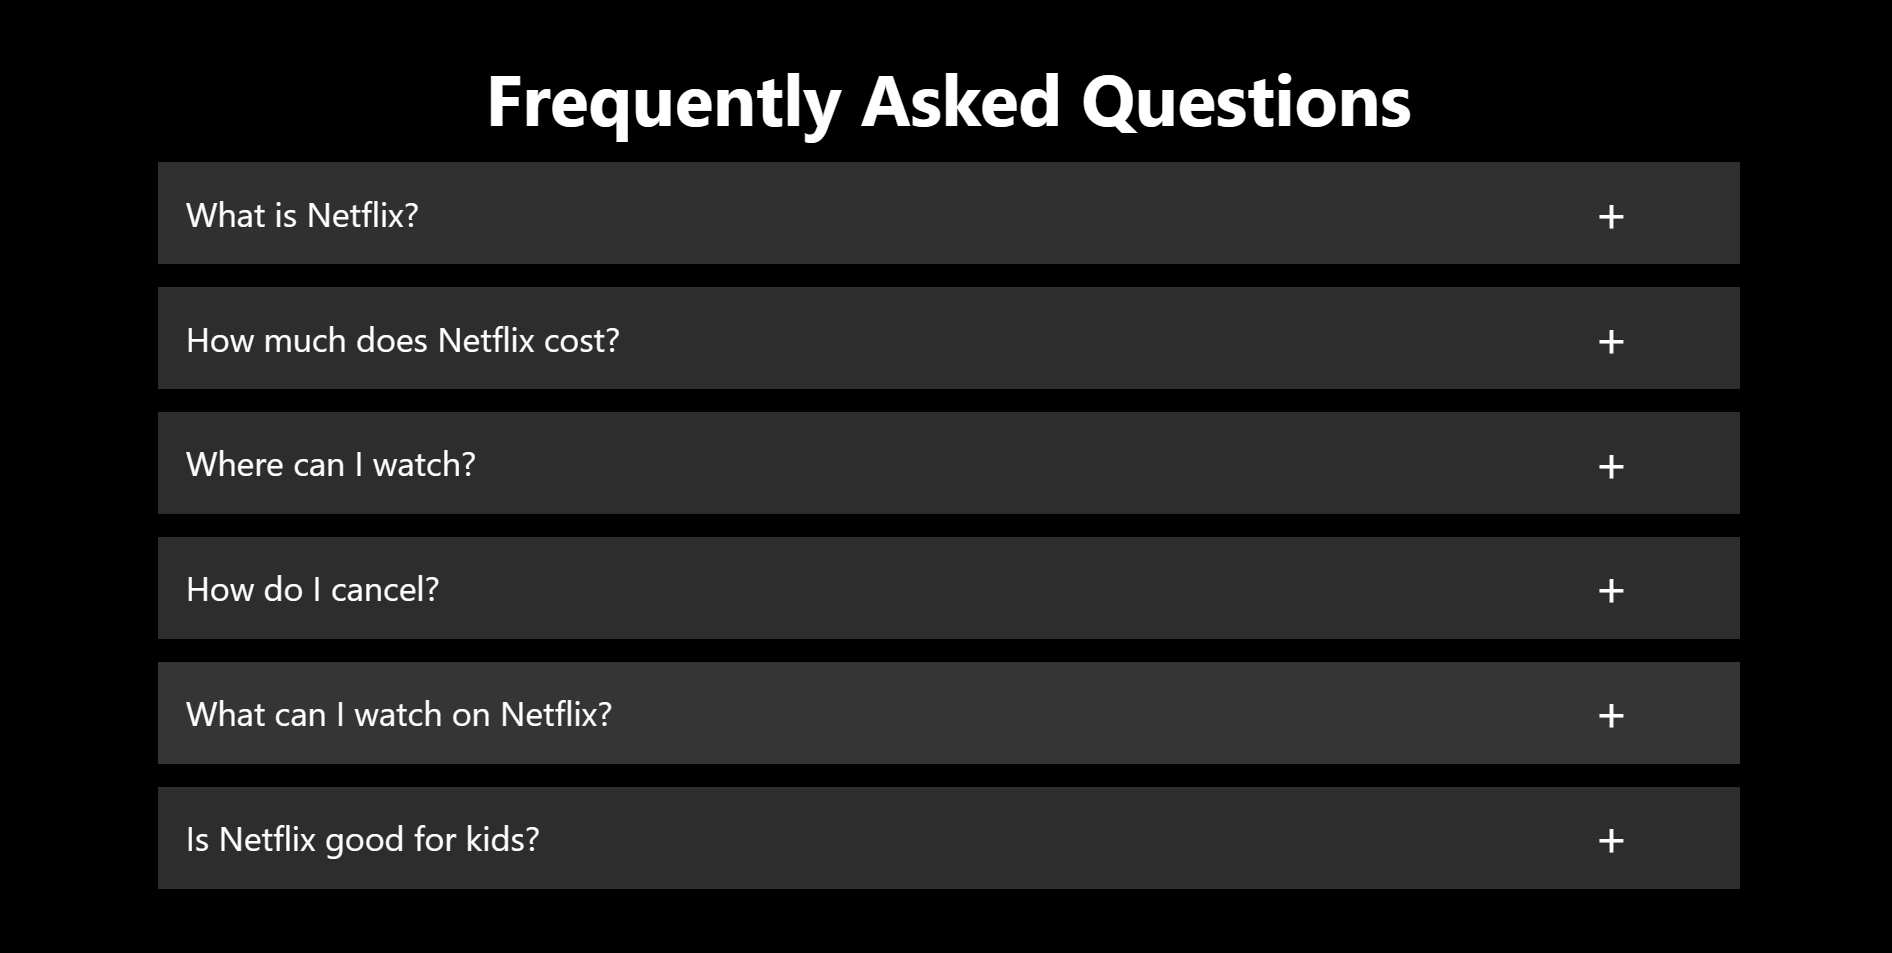 Frequently Asked Questions
What is Netflix? +
How much does Netflix cost? +
Where can I watch? +
How do I cancel? +
What can I watch on Netflix? +
Is Netflix good for kids? +